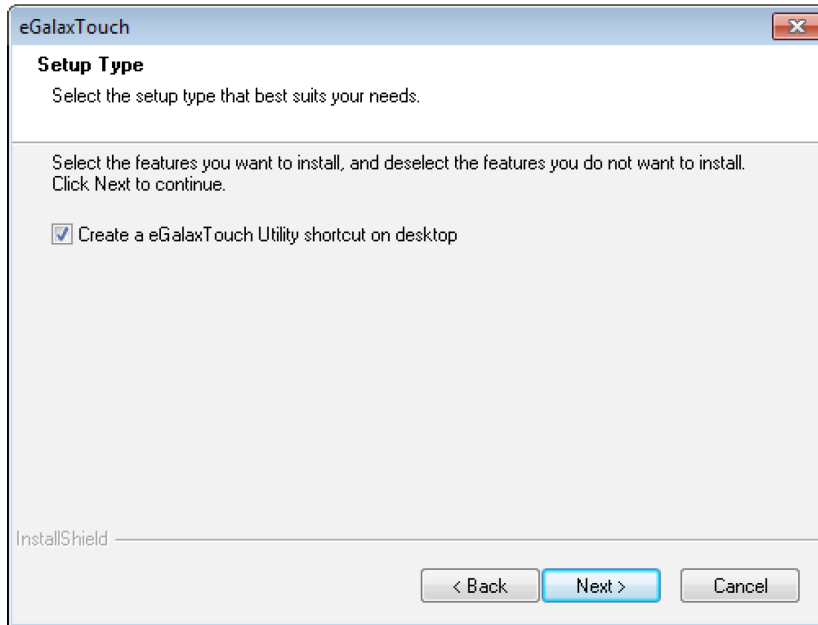 eGalaxTouch
Setup Type
Select the setup type that best suits your needs.
Select the features you want to install, and deselect the features you do not want to install.
Click Next to continue.
Create a eGalaxTouch Utility shortcut on desktop
InstallShield
< Back
Next >
Cancel